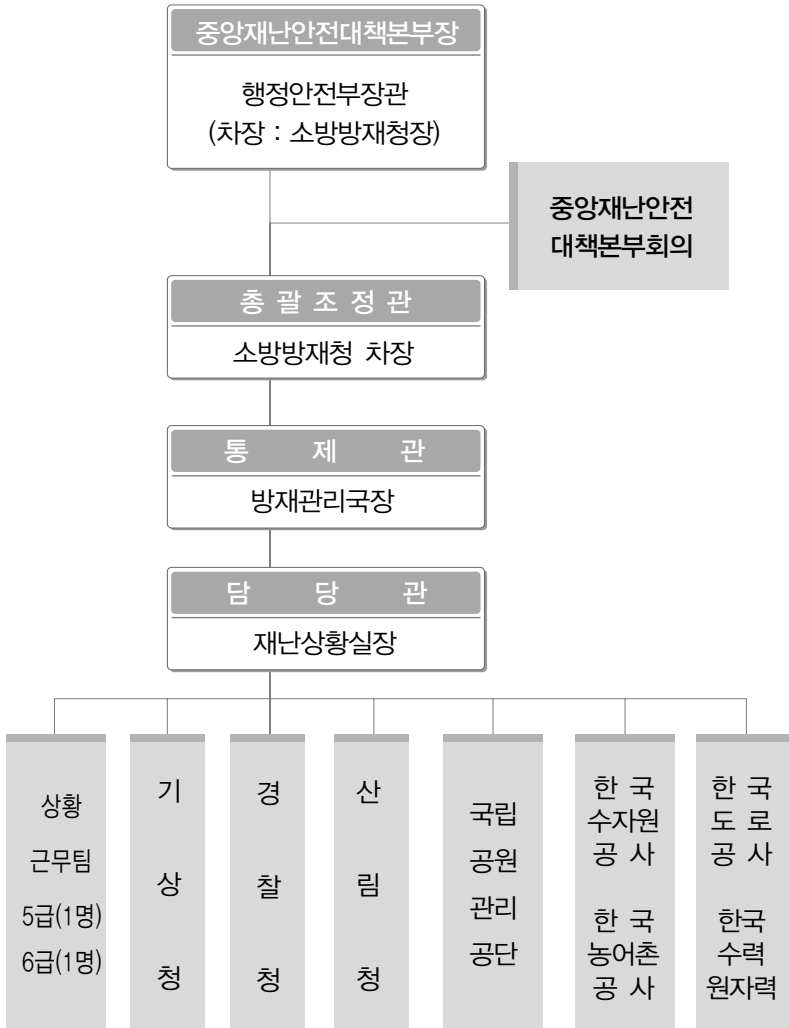 중앙재난안전대책본부장
행정안전부장관
(차장 : 소방방재청장)
중앙재난안전
대책본부회의
총 괄 조 정 관
소방방재청 차장
통 제 관
방재관리국장
담 당 관
재난상황실장
상황
근무팀
5급(1명)
6급(1명)
기
상
청
경
찰
청
산
림
청
국립
공원
관리
공단
한 국
수자원
공 사
한 국
농어촌
공 사
한 국
도 로
공 사
한국
수력
원자력